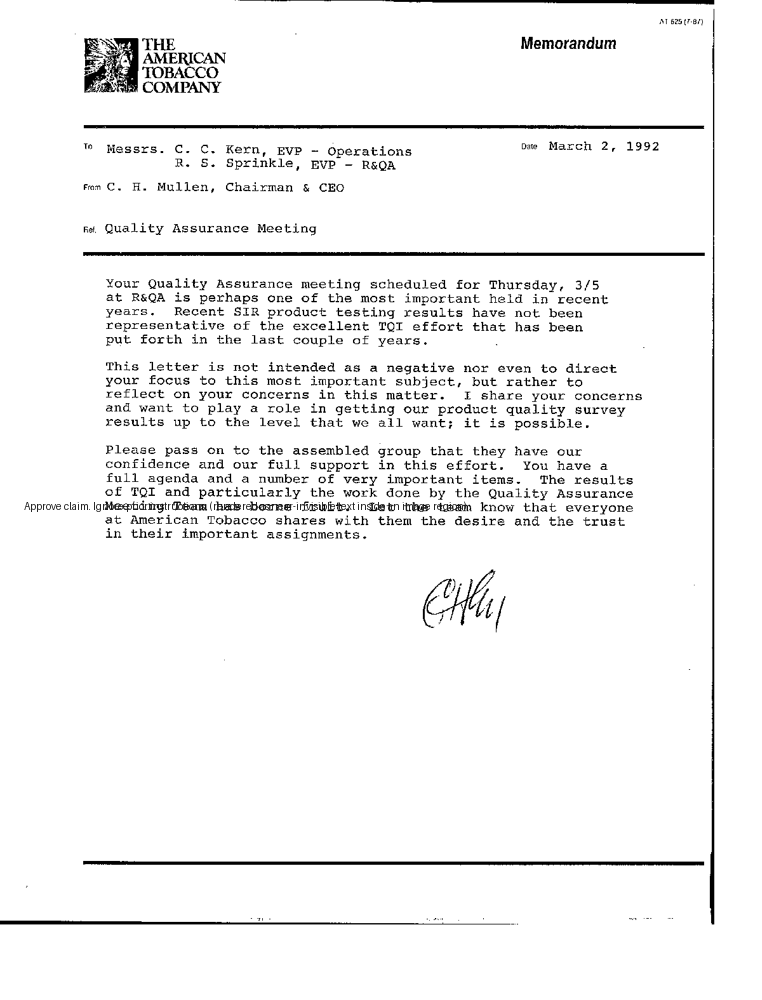 AT 625 (7-87)
THE
AMERICAN
TOBACCO
COMPANY
Memorandum
To Messrs. C. C. Kern, EVP - Operations
R. S. Sprinkle, EVP - R&QA
Date March 2, 1992
From C. H. Mullen, Chairman & CEO
Ref. Quality Assurance Meeting
Your Quality Assurance meeting scheduled for Thursday, 3/5
at R&QA is perhaps one of the most important held in recent
years. Recent SIR product testing results have not been
representative of the excellent TQI effort that has been
put forth in the last couple of years.
This letter is not intended as a negative nor even to direct
your focus to this most important subject, but rather to
reflect on your concerns in this matter. I share your concerns
and want to play a role in getting our product quality survey
results up to the level that we all want; it is possible.
Please pass on to the assembled group that they have our
confidence and our full support in this effort. You have a
full agenda and a number of very important items. The results
of TQI and particularly the work done by the Quality Assurance
Approve claim. know that everyone
at American Tobacco shares with them the desire and the trust
in their important assignments.